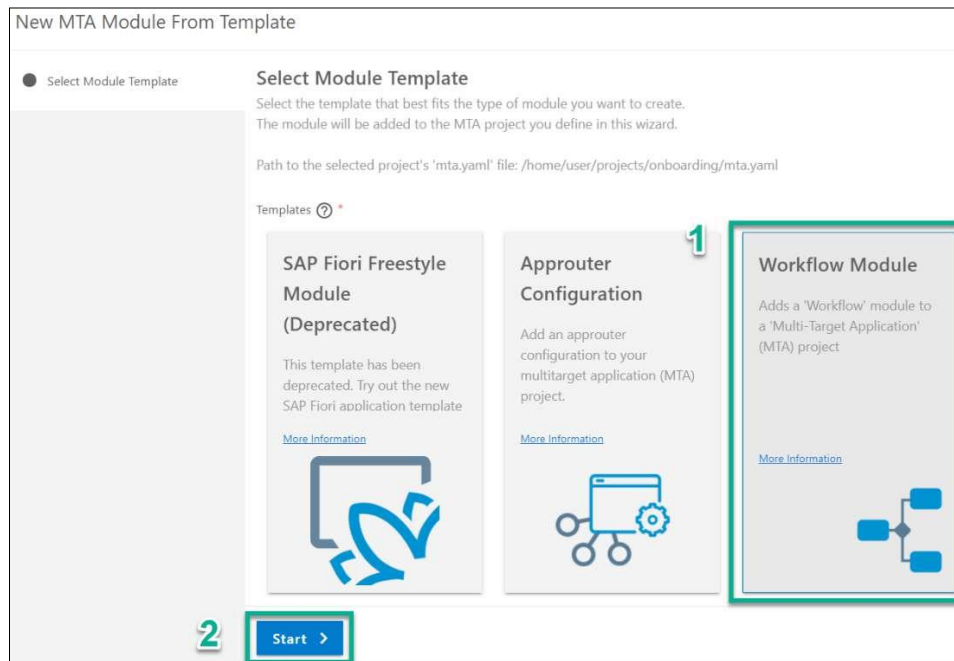 New MTA Module From Template
Select Module Template
Select Module Template
Select the template that best fits the type of module you want to create.
The module will be added to the MTA project you define in this wizard.
Path to the selected project's 'mta.yaml' file: /home/user/projects/onboarding/mta.yaml
Templates ? *
SAP Fiori Freestyle
Module
(Deprecated)
This template has been
deprecated. Try out the new
SAP Fiori application template
More Information
Approuter
Configuration
Add an approuter
configuration to your
multitarget application (MTA)
project.
More Information
1
Workflow Module
Adds a 'Workflow' module to
a 'Multi-Target Application'
(MTA) project
More Information
2
Start >